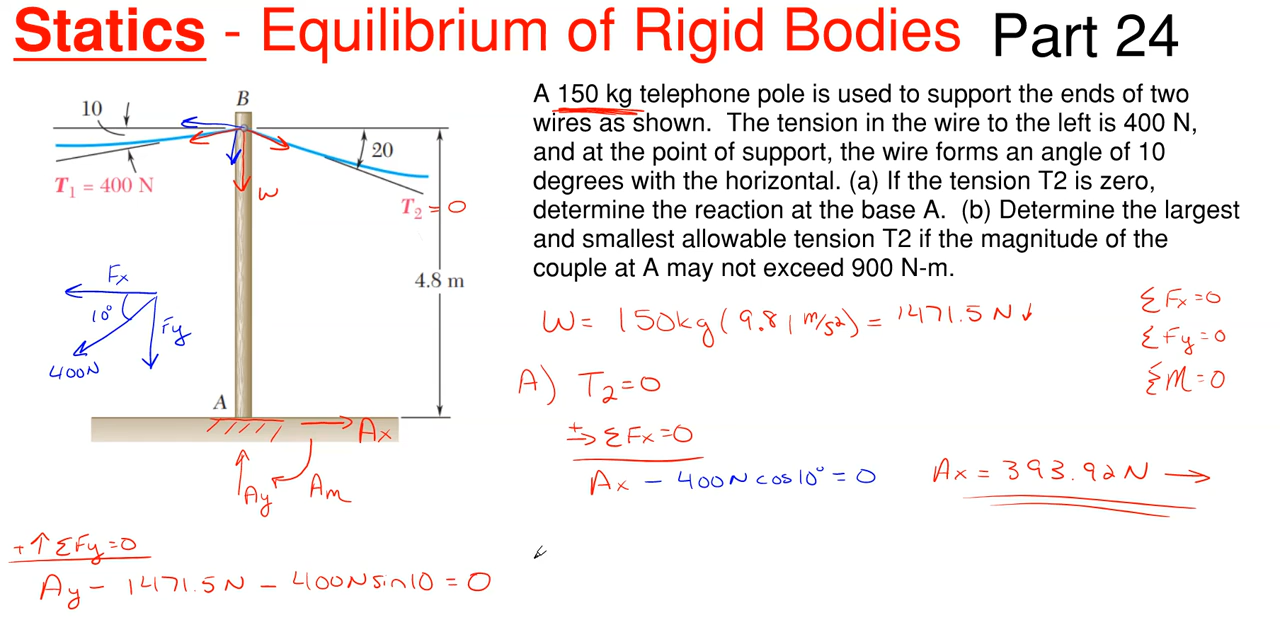 Statics - Equilibrium of Rigid Bodies Part 24
A 150 kg telephone pole is used to support the ends of two
wires as shown. The tension in the wire to the left is 400 N,
and at the point of support, the wire forms an angle of 10
degrees with the horizontal. (a) If the tension T2 is zero,
determine the reaction at the base A. (b) Determine the largest
and smallest allowable tension T2 if the magnitude of the
couple at A may not exceed 900 N-m.
B
10
20
T₁ = 400 N
W
T₂ = 0
4.8 m
Fx
10°
Fy
400N
A
Ax
Ay
Am
W = 150kg (9.81 m/s²) = 1471.5 N ↓
ΣFx=0
ΣFy=0
ΣM=0
A) T₂=0
+→ ΣFx=0
Ax - 400N cos10° = 0
Ax = 393.92N →
+↑ ΣFy=0
Ay - 1471.5N - 400N sin10 = 0